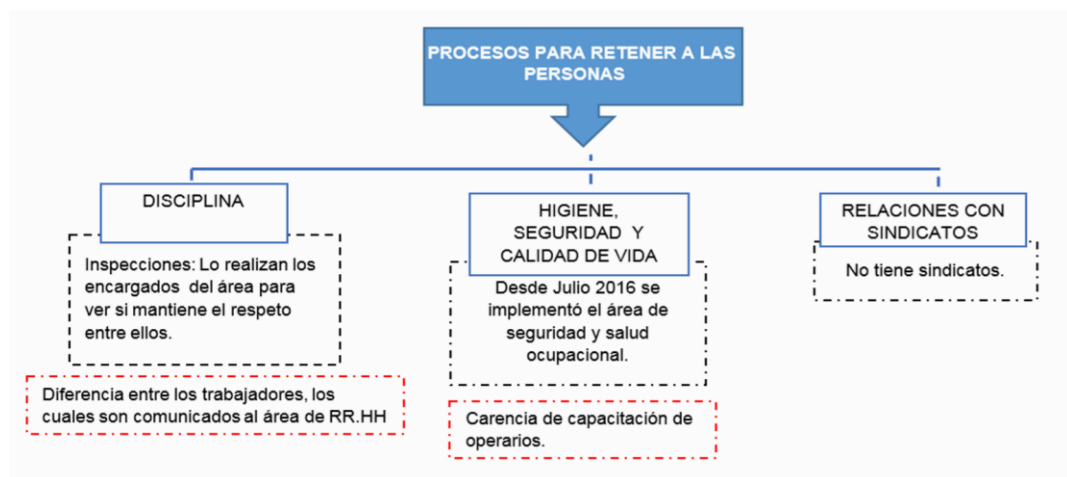 PROCESOS PARA RETENER A LAS
PERSONAS
DISCIPLINA
Inspecciones: Lo realizan los
encargados del área para
ver si mantiene el respeto
entre ellos.
Diferencia entre los trabajadores, los
cuales son comunicados al área de RR.HH
HIGIENE,
SEGURIDAD Y
CALIDAD DE VIDA
Desde Julio 2016 se
implementó el área de
seguridad y salud
ocupacional.
Carencia de capacitación de
operarios.
RELACIONES CON
SINDICATOS
No tiene sindicatos.